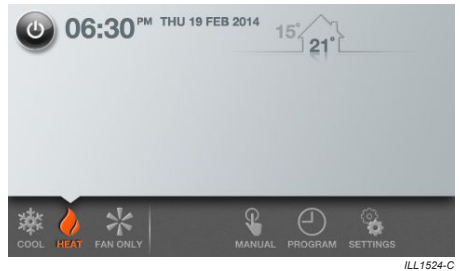 06:30 PM THU 19 FEB 2014
15° 21°
COOL HEAT FAN ONLY MANUAL PROGRAM SETTINGS
ILL1524-C